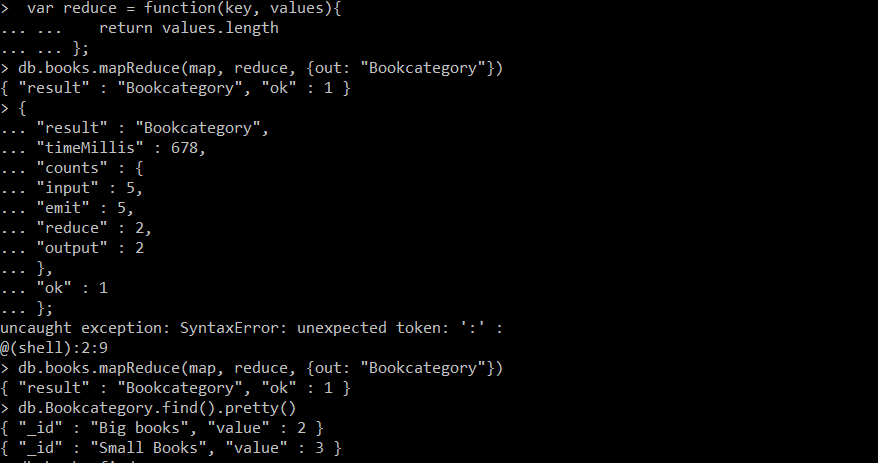 >  var reduce = function(key, values){
... ...    return values.length
... ... };
> db.books.mapReduce(map, reduce, {out: "Bookcategory"})
{ "result" : "Bookcategory", "ok" : 1 }
> {
... "result" : "Bookcategory",
... "timeMillis" : 678,
... "counts" : {
... "input" : 5,
... "emit" : 5,
... "reduce" : 2,
... "output" : 2
... },
... "ok" : 1
... };
uncaught exception: SyntaxError: unexpected token: ':' :
@(shell):2:9
> db.books.mapReduce(map, reduce, {out: "Bookcategory"})
{ "result" : "Bookcategory", "ok" : 1 }
> db.Bookcategory.find().pretty()
{ "_id" : "Big books", "value" : 2 }
{ "_id" : "Small Books", "value" : 3 }